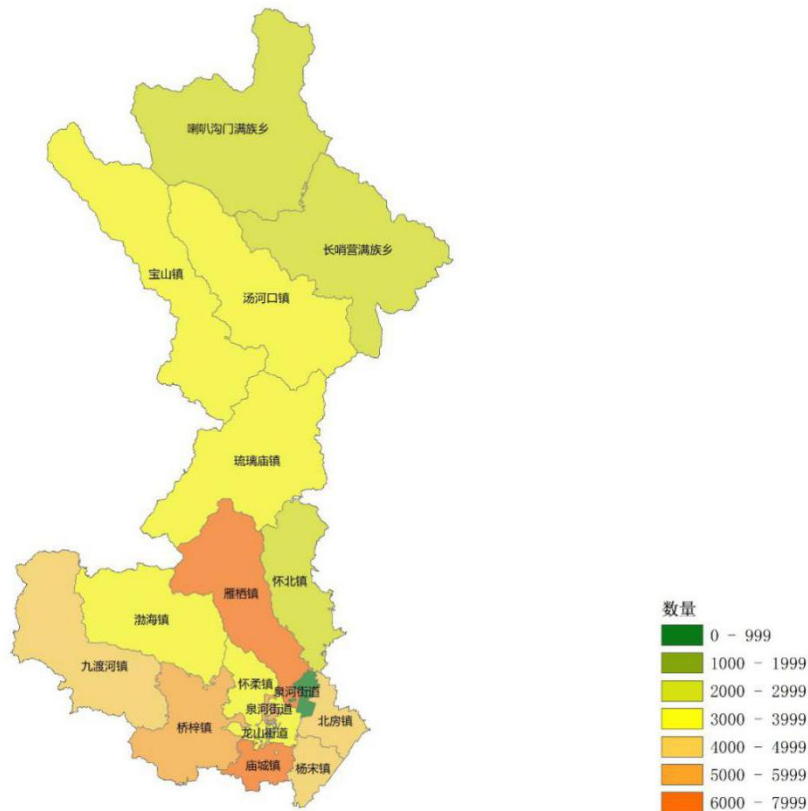 喇叭沟门满族乡
长哨营满族乡
宝山镇
汤河口镇
琉璃庙镇
怀北镇
雁栖镇
渤海镇
九渡河镇
怀柔镇
泉河街道
泉河街道
北房镇
桥梓镇
龙山街道
庙城镇
杨宋镇
数量
0 - 999
1000 - 1999
2000 - 2999
3000 - 3999
4000 - 4999
5000 - 5999
6000 - 7999